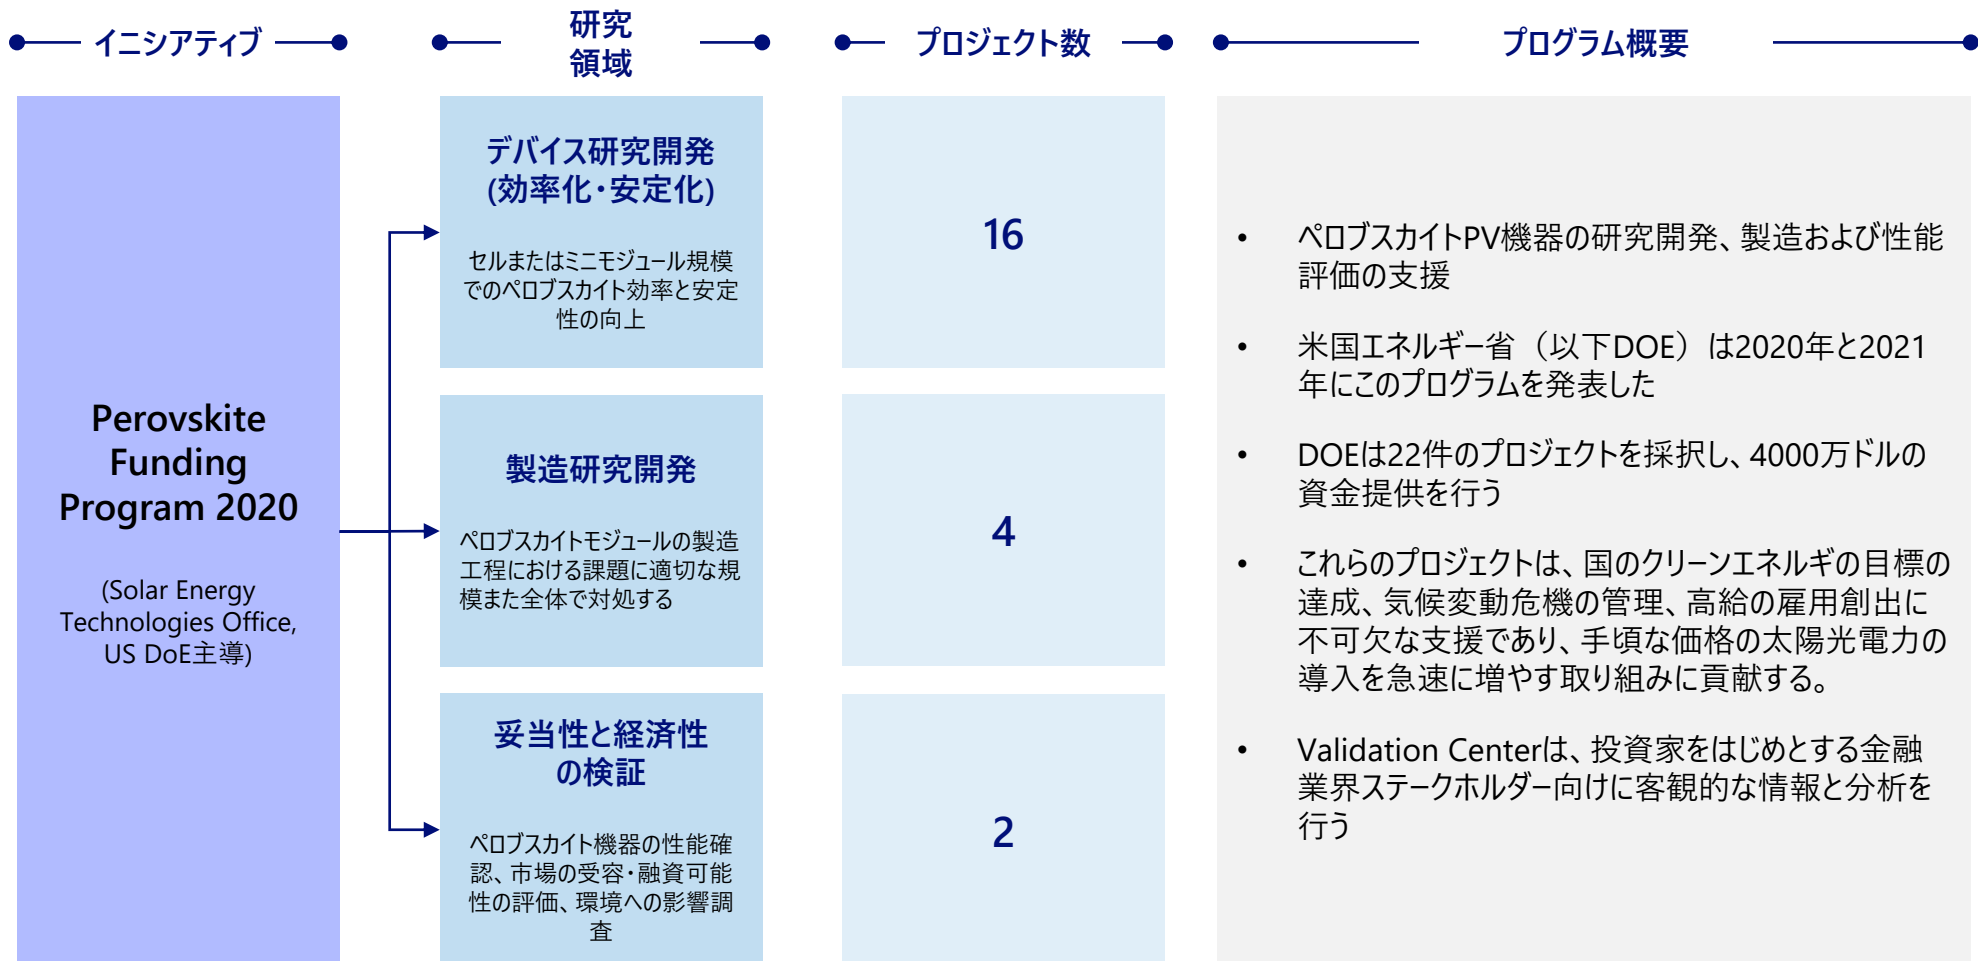 イニシアティブ
研究
領域
プロジェクト数
プログラム概要
Perovskite
Funding
Program 2020
(Solar Energy
Technologies Office,
US DoE主導)
デバイス研究開発
(効率化・安定化)
セルまたはミニモジュール規模
でのペロブスカイト効率と安定
性の向上
16
製造研究開発
ペロブスカイトモジュールの製造
工程における課題に適切な規
模また全体で対処する
4
妥当性と経済性
の検証
ペロブスカイト機器の性能確
認、市場の受容・融資可能
性の評価、環境への影響調
査
2
• ペロブスカイトPV機器の研究開発、製造および性能
評価の支援
• 米国エネルギー省（以下DOE）は2020年と2021
年にこのプログラムを発表した
• DOEは22件のプロジェクトを採択し、4000万ドルの
資金提供を行う
• これらのプロジェクトは、国のクリーンエネルギの目標の
達成、気候変動危機の管理、高給の雇用創出に
不可欠な支援であり、手頃な価格の太陽光電力の
導入を急速に増やす取り組みに貢献する。
• Validation Centerは、投資家をはじめとする金融
業界ステークホルダー向けに客観的な情報と分析を
行う